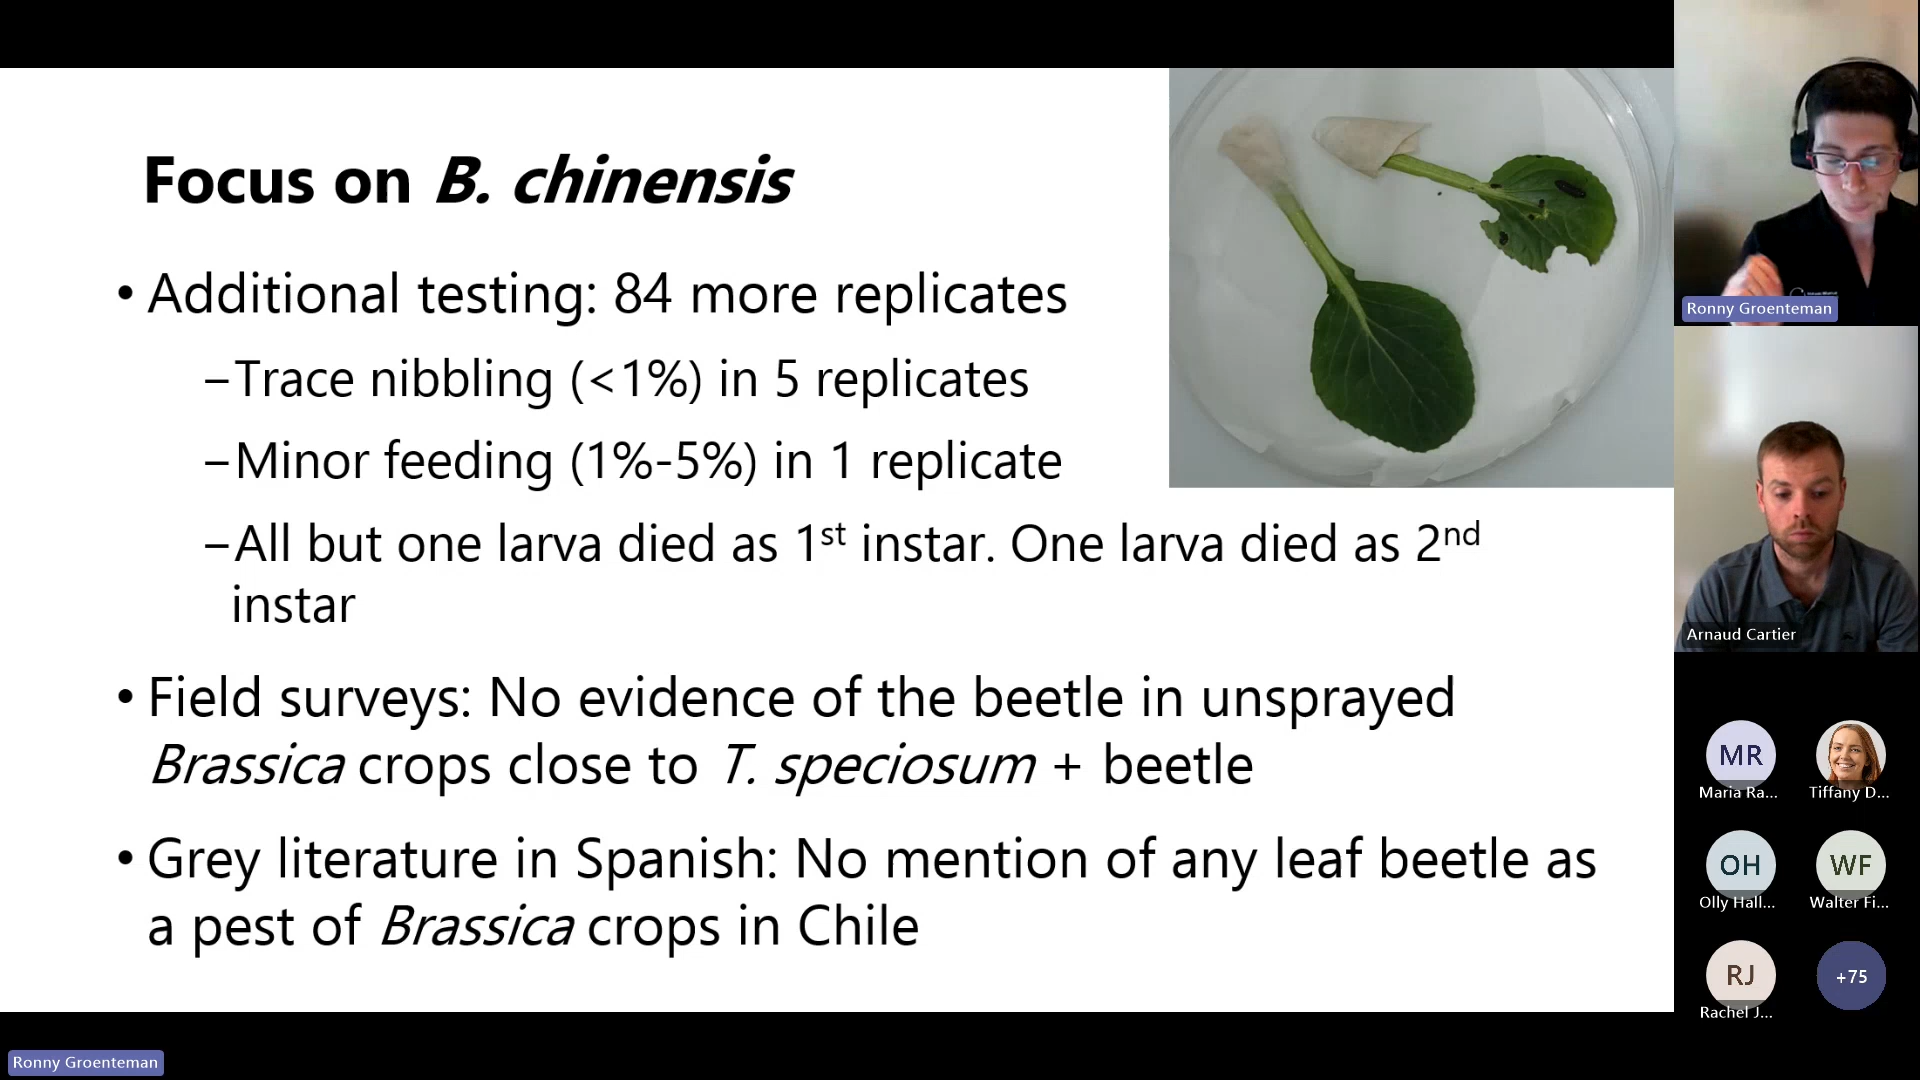 Focus on B. chinensis
• Additional testing: 84 more replicates
–Trace nibbling (<1%) in 5 replicates
–Minor feeding (1%-5%) in 1 replicate
–All but one larva died as 1st instar. One larva died as 2nd
instar
• Field surveys: No evidence of the beetle in unsprayed
Brassica crops close to T. speciosum + beetle
• Grey literature in Spanish: No mention of any leaf beetle as
a pest of Brassica crops in Chile
Ronny Groenteman
Arnaud Cartier
MR
Maria Ra...
Tiffany D...
OH
Olly Hall...
WF
Walter Fi...
RJ
Rachel J...
+75
Ronny Groenteman